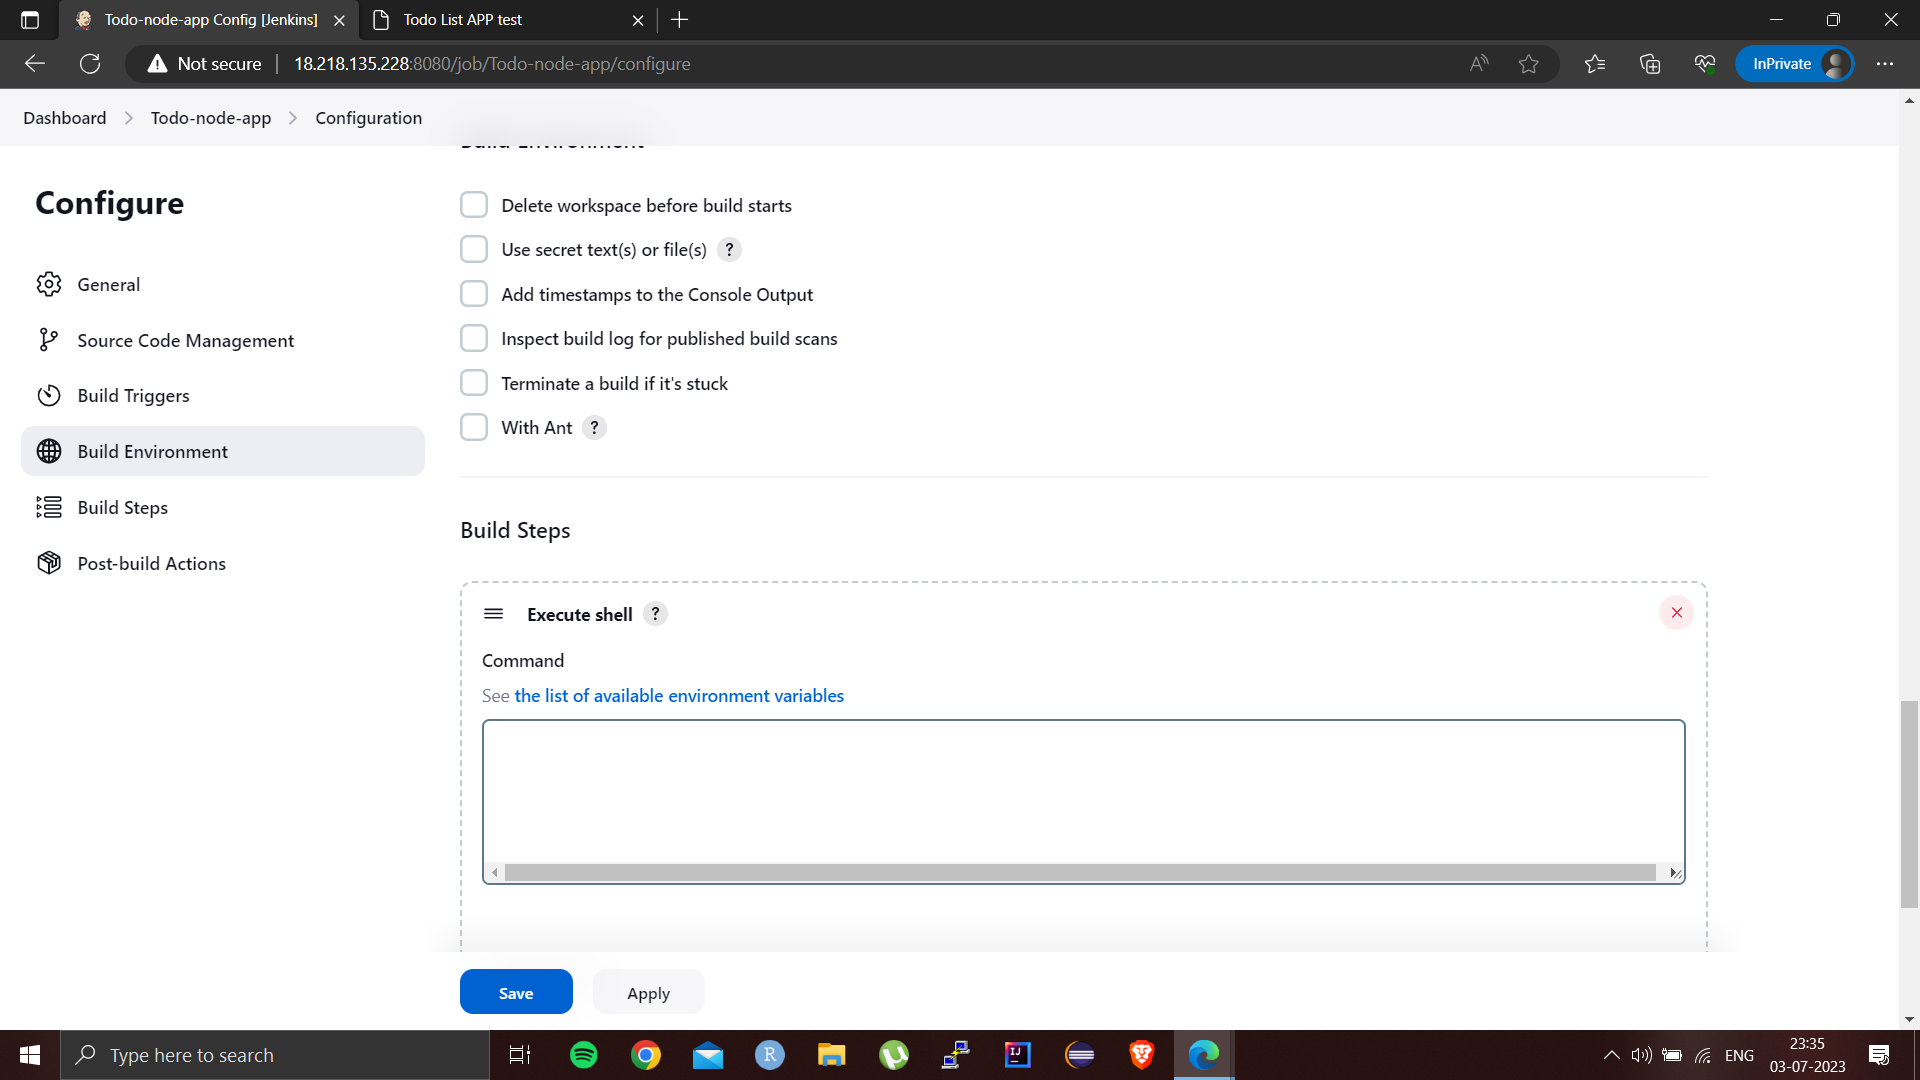 Todo-node-app Config [Jenkins]
Todo List APP test
Not secure
18.218.135.228:8080/job/Todo-node-app/configure
InPrivate
Dashboard
Todo-node-app
Configuration
Build Environment
Configure
General
Source Code Management
Build Triggers
Build Environment
Build Steps
Post-build Actions
Delete workspace before build starts
Use secret text(s) or file(s) ?
Add timestamps to the Console Output
Inspect build log for published build scans
Terminate a build if it's stuck
With Ant ?
Build Steps
Execute shell ?
Command
See the list of available environment variables
Save
Apply
Type here to search
R
IJ
ENG
23:35
03-07-2023